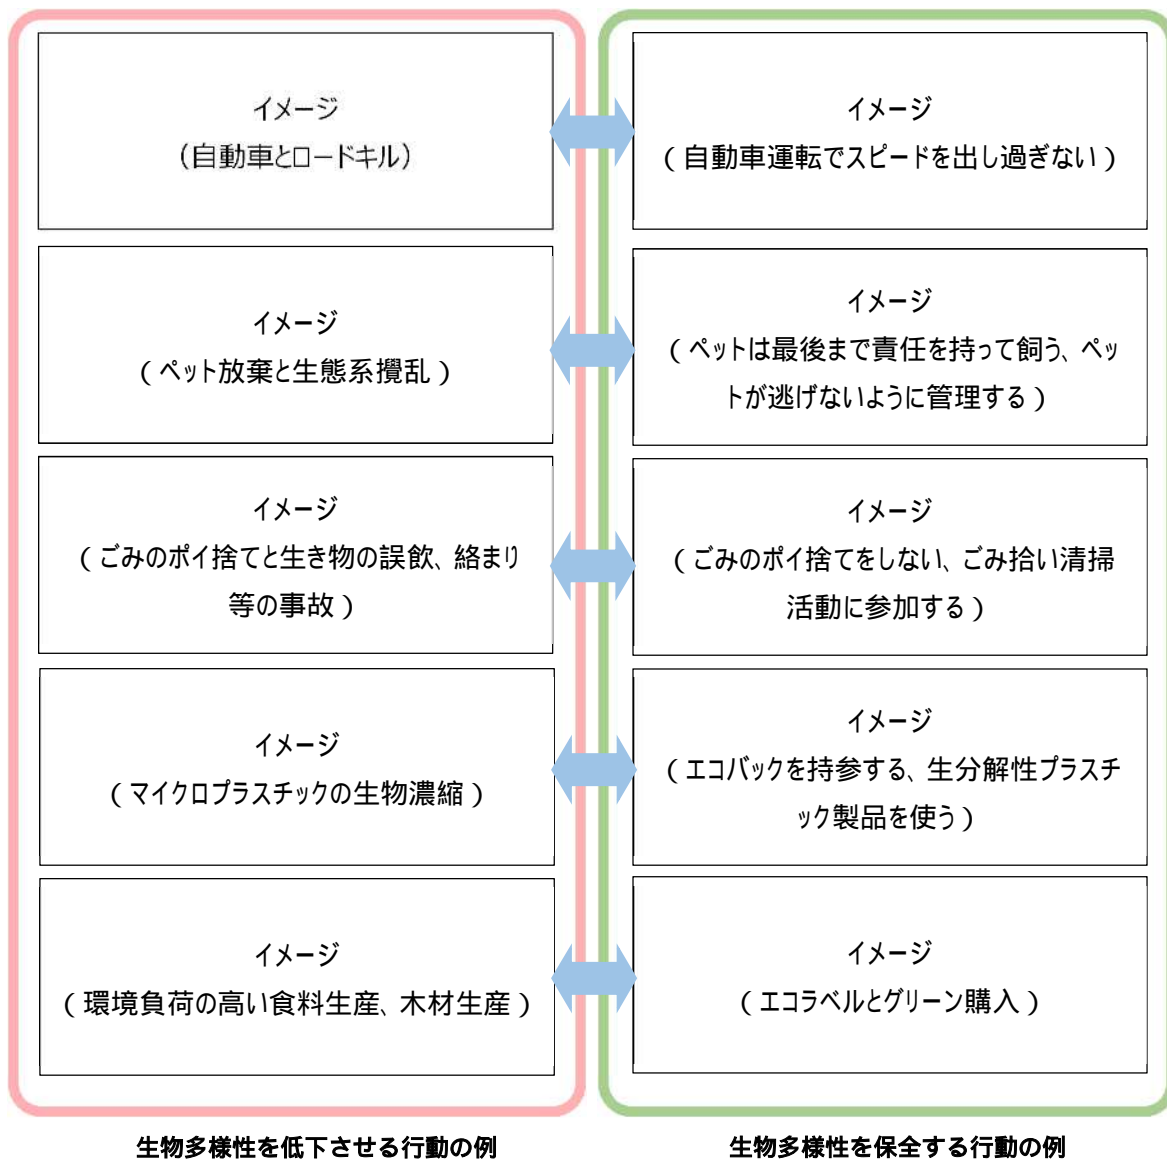 イメージ
（自動車とロードキル）
イメージ
（自動車運転でスピードを出し過ぎない）
イメージ
（ペット放棄と生態系攪乱）
イメージ
（ペットは最後まで責任を持って飼う、ペッ
トが逃げないように管理する）
イメージ
（ごみのポイ捨てと生き物の誤飲、絡まり
等の事故）
イメージ
（ごみのポイ捨てをしない、ごみ拾い清掃
活動に参加する）
イメージ
（マイクロプラスチックの生物濃縮）
イメージ
（エコバックを持参する、生分解性プラスチ
ック製品を使う）
イメージ
（環境負荷の高い食料生産、木材生産）
イメージ
（エコラベルとグリーン購入）
生物多様性を低下させる行動の例
生物多様性を保全する行動の例